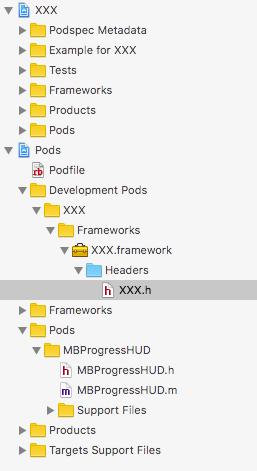 XXX
Podspec Metadata
Example for XXX
Tests
Frameworks
Products
Pods
Pods
rb Podfile
Development Pods
XXX
Frameworks
XXX.framework
Headers
h XXX.h
Frameworks
Pods
MBProgressHUD
h MBProgressHUD.h
m MBProgressHUD.m
Support Files
Products
Targets Support Files